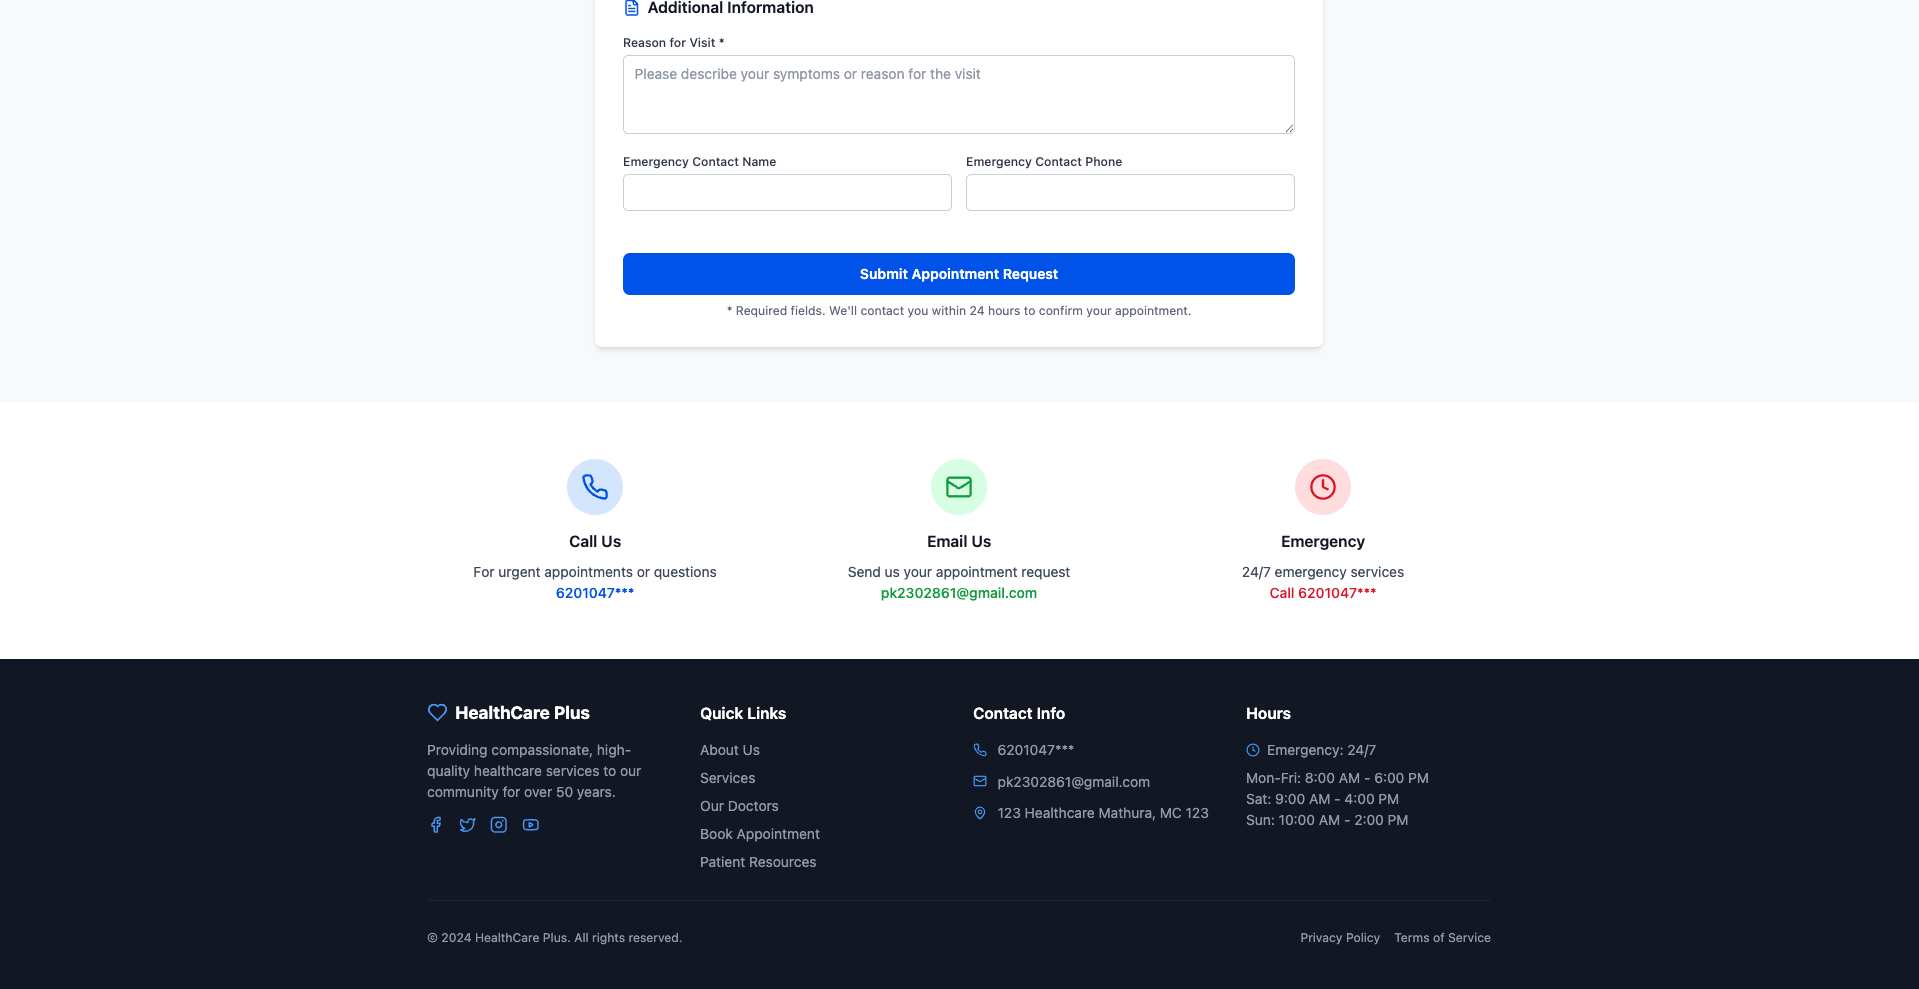 Additional Information
Reason for Visit *
Please describe your symptoms or reason for the visit
Emergency Contact Name
Emergency Contact Phone
Submit Appointment Request
* Required fields. We'll contact you within 24 hours to confirm your appointment.
Call Us
For urgent appointments or questions
6201047***
Email Us
Send us your appointment request
pk2302861@gmail.com
Emergency
24/7 emergency services
Call 6201047***
HealthCare Plus
Providing compassionate, high-
quality healthcare services to our
community for over 50 years.
Quick Links
About Us
Services
Our Doctors
Book Appointment
Patient Resources
Contact Info
6201047***
pk2302861@gmail.com
123 Healthcare Mathura, MC 123
Hours
Emergency: 24/7
Mon-Fri: 8:00 AM - 6:00 PM
Sat: 9:00 AM - 4:00 PM
Sun: 10:00 AM - 2:00 PM
© 2024 HealthCare Plus. All rights reserved.
Privacy Policy
Terms of Service